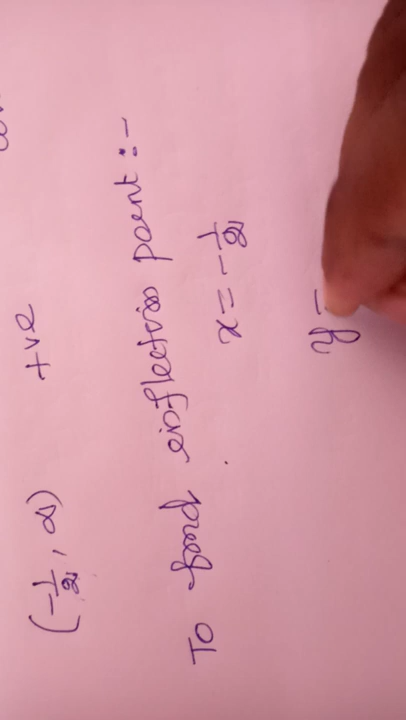 (-1/2, ∞) +ve
To find inflection point :-
x = -1/2
y =